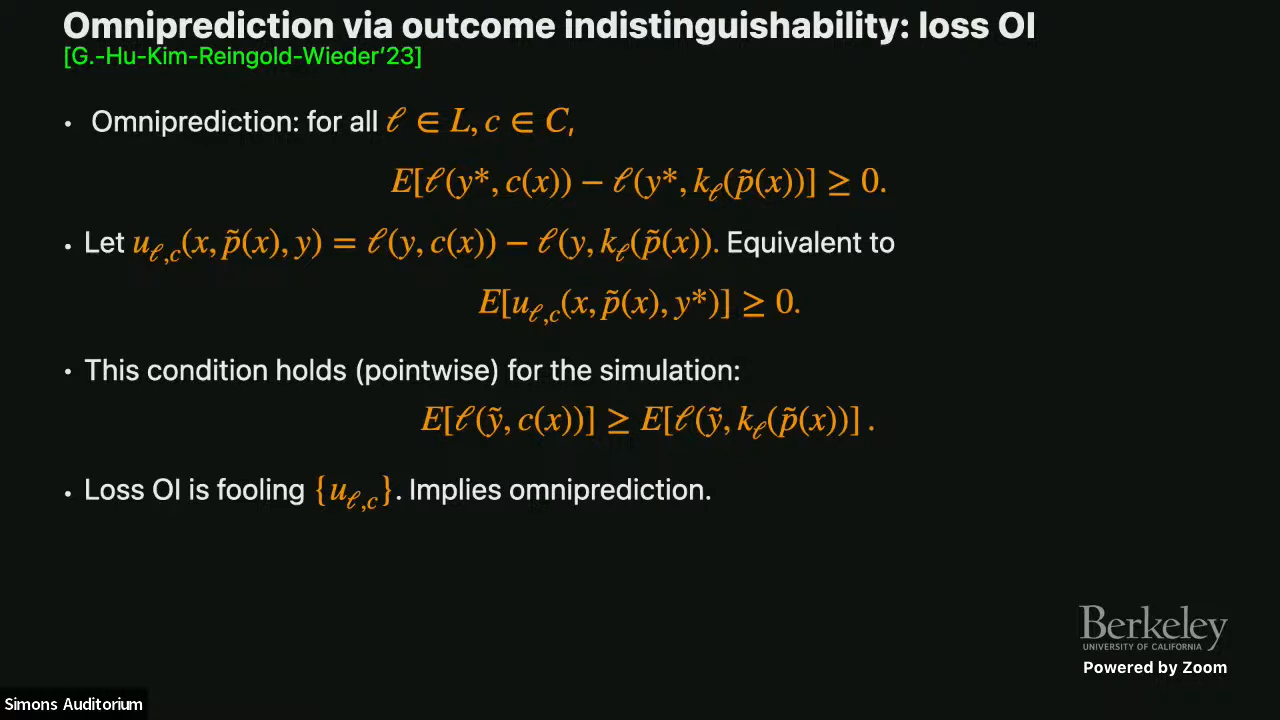 Omniprediction via outcome indistinguishability: loss OI
[G.-Hu-Kim-Reingold-Wieder’23]
• Omniprediction: for all ℓ ∈ L, c ∈ C,
E[ℓ(y*, c(x)) − ℓ(y*, k_ℓ(p̃(x))] ≥ 0.
• Let u_{ℓ,c}(x, p̃(x), y) = ℓ(y, c(x)) − ℓ(y, k_ℓ(p̃(x)). Equivalent to
E[u_{ℓ,c}(x, p̃(x), y*)] ≥ 0.
• This condition holds (pointwise) for the simulation:
E[ℓ(ỹ, c(x))] ≥ E[ℓ(ỹ, k_ℓ(p̃(x))] .
• Loss OI is fooling {u_{ℓ,c}}. Implies omniprediction.
Berkeley
UNIVERSITY OF CALIFORNIA
Powered by Zoom
Simons Auditorium